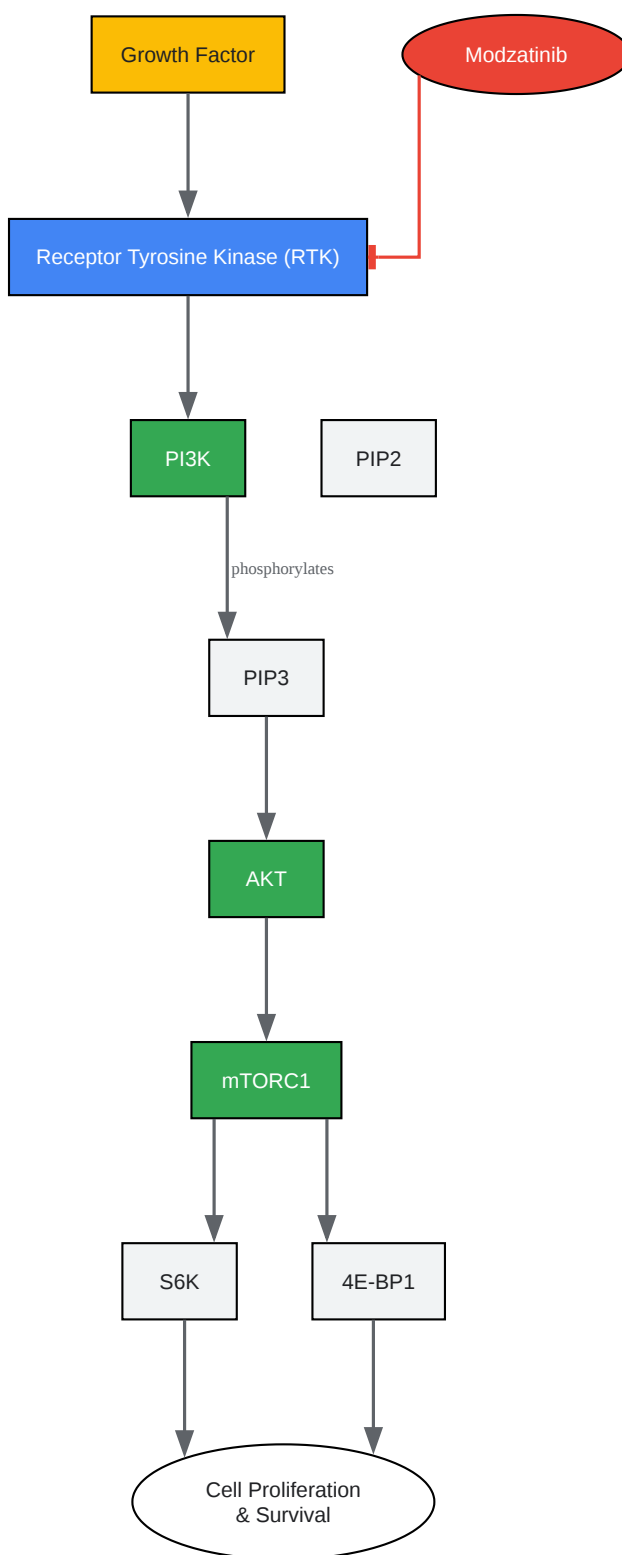 Growth Factor
Modzatinib
Receptor Tyrosine Kinase (RTK)
PI3K
PIP2
phosphorylates
PIP3
AKT
mTORC1
S6K
4E-BP1
Cell Proliferation
& Survival